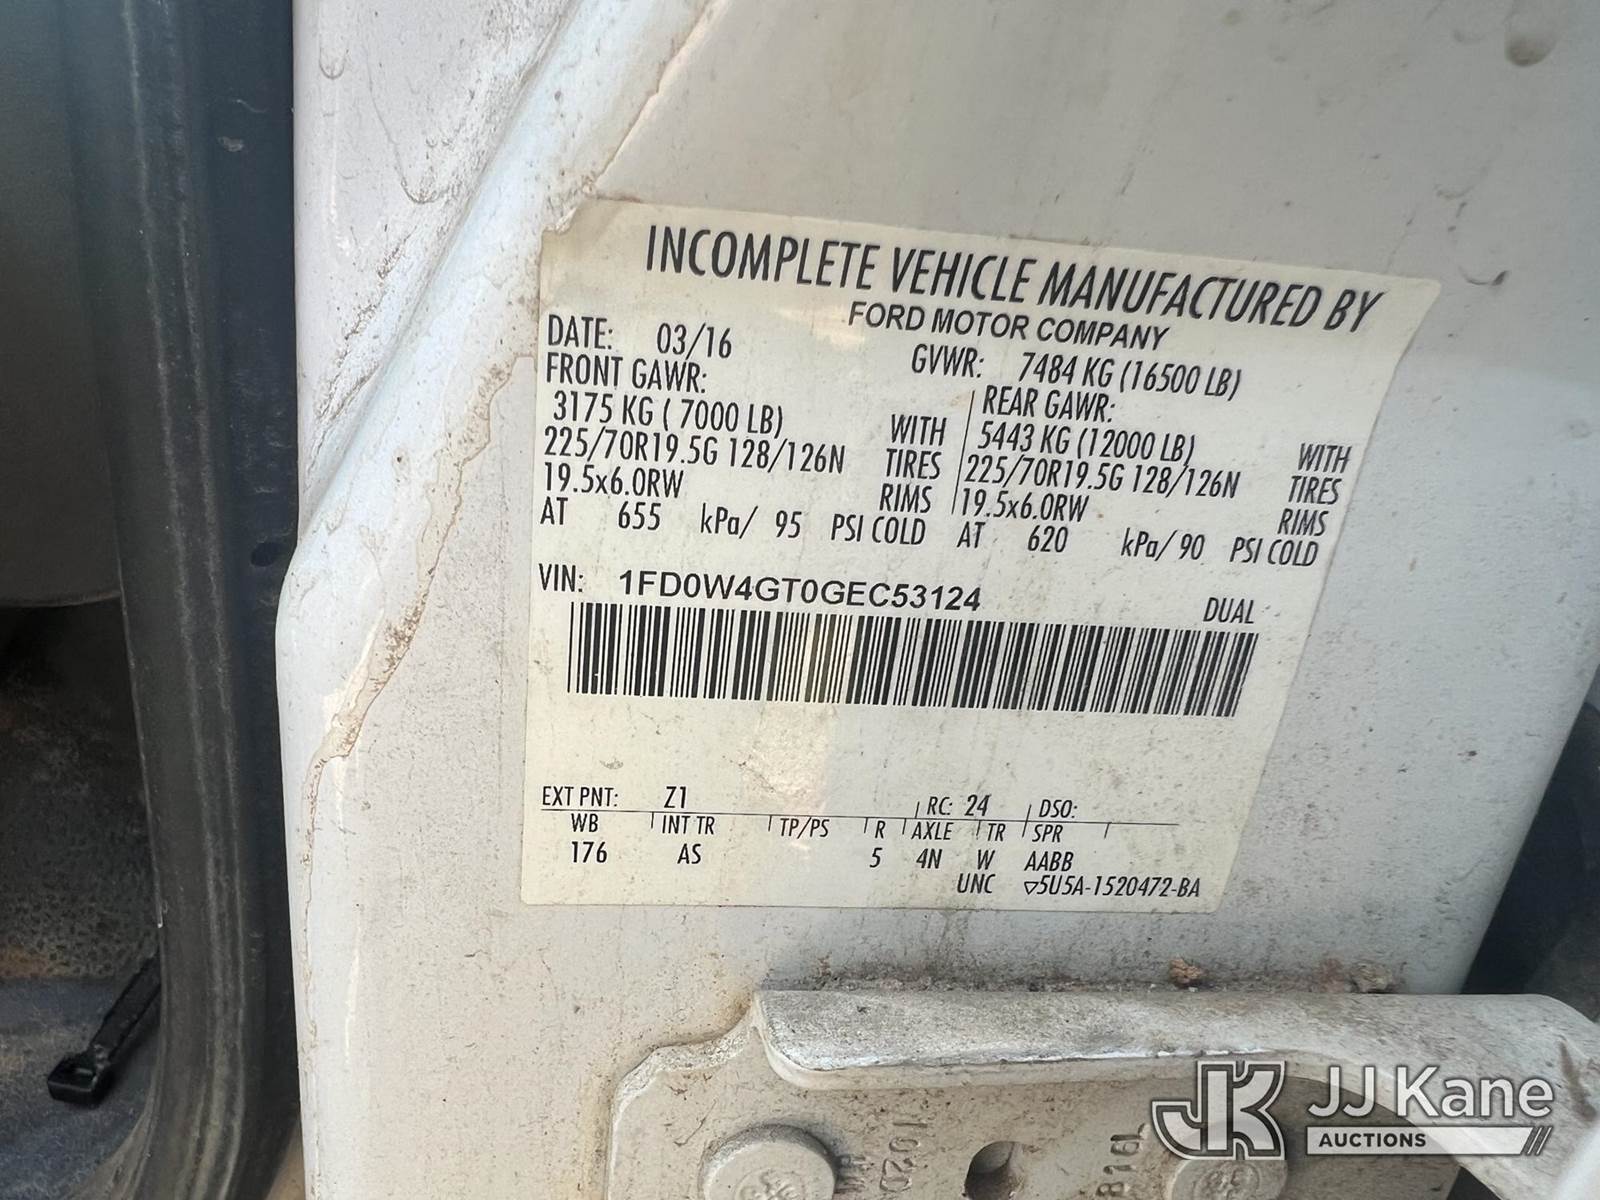 INCOMPLETE VEHICLE MANUFACTURED BY
FORD MOTOR COMPANY
DATE: 03/16 GVWR: 7484 KG (16500 LB)
FRONT GAWR: REAR GAWR:
3175 KG ( 7000 LB) WITH 5443 KG (12000 LB) WITH
225/70R19.5G 128/126N TIRES 225/70R19.5G 128/126N TIRES
19.5x6.0RW RIMS 19.5x6.0RW RIMS
AT 655 kPa/ 95 PSI COLD AT 620 kPa/ 90 PSI COLD
VIN: 1FD0W4GT0GEC53124 DUAL
EXT PNT: Z1 RC: 24 DSO:
WB INT TR TP/PS R AXLE TR SPR
176 AS 5 4N W AABB
UNC ▽5U5A-1520472-BA
JK JJ Kane
AUCTIONS